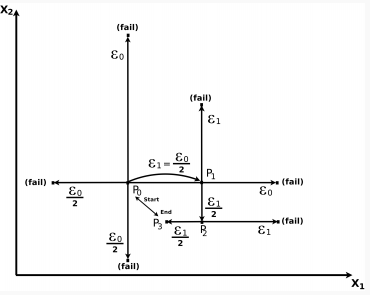 X₂
(fail)
ε₀
(fail)
ε₁
ε₁ = ε₀/2
P₁
(fail)
(fail)
ε₀/2
P₀
ε₀
Start
ε₁/2
End
P₃
(fail)
ε₀/2
ε₁/2
P₂
ε₁
(fail)
X₁